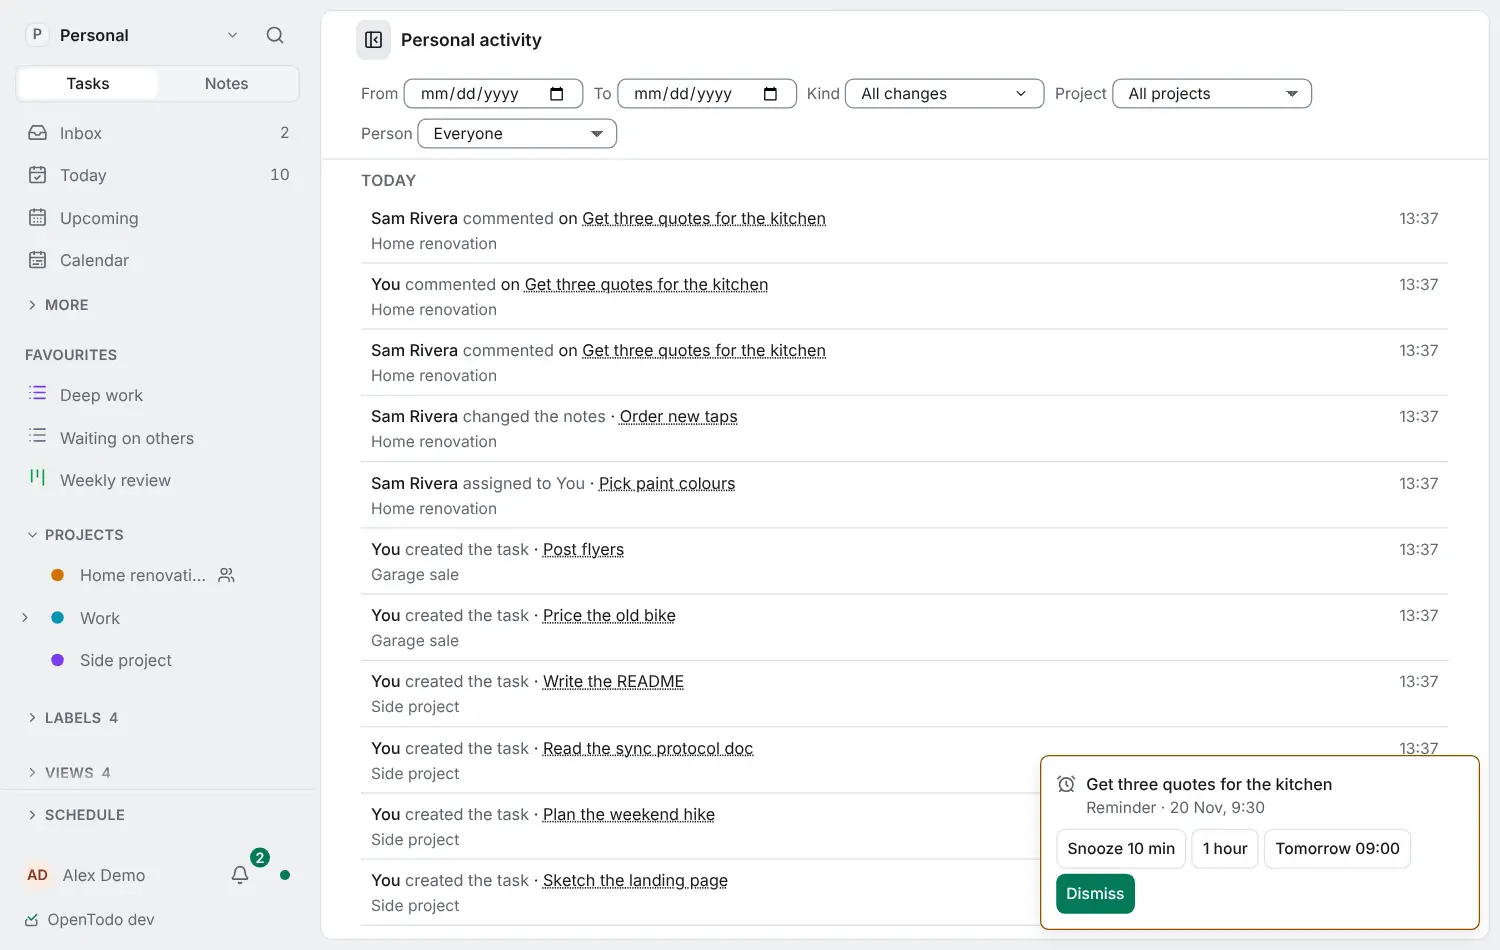 P Personal
Tasks Notes
Inbox 2
Today 10
Upcoming
Calendar
MORE
FAVOURITES
Deep work
Waiting on others
Weekly review
PROJECTS
Home renovati...
Work
Side project
LABELS 4
VIEWS 4
SCHEDULE
AD Alex Demo 2
OpenTodo dev
Personal activity
From mm/dd/yyyy To mm/dd/yyyy Kind All changes Project All projects
Person Everyone
TODAY
Sam Rivera commented on Get three quotes for the kitchen 13:37
Home renovation
You commented on Get three quotes for the kitchen 13:37
Home renovation
Sam Rivera commented on Get three quotes for the kitchen 13:37
Home renovation
Sam Rivera changed the notes · Order new taps 13:37
Home renovation
Sam Rivera assigned to You · Pick paint colours 13:37
Home renovation
You created the task · Post flyers 13:37
Garage sale
You created the task · Price the old bike 13:37
Garage sale
You created the task · Write the README 13:37
Side project
You created the task · Read the sync protocol doc 13:37
Side project
You created the task · Plan the weekend hike
Side project
You created the task · Sketch the landing page
Side project
Get three quotes for the kitchen
Reminder · 20 Nov, 9:30
Snooze 10 min 1 hour Tomorrow 09:00
Dismiss